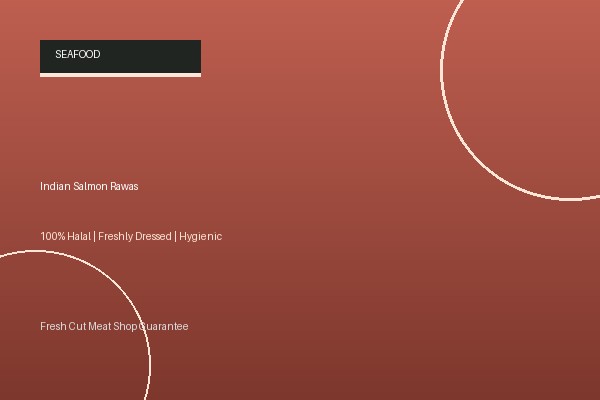 SEAFOOD
Indian Salmon Rawas
100% Halal | Freshly Dressed | Hygienic
Fresh Cut Meat Shop Guarantee